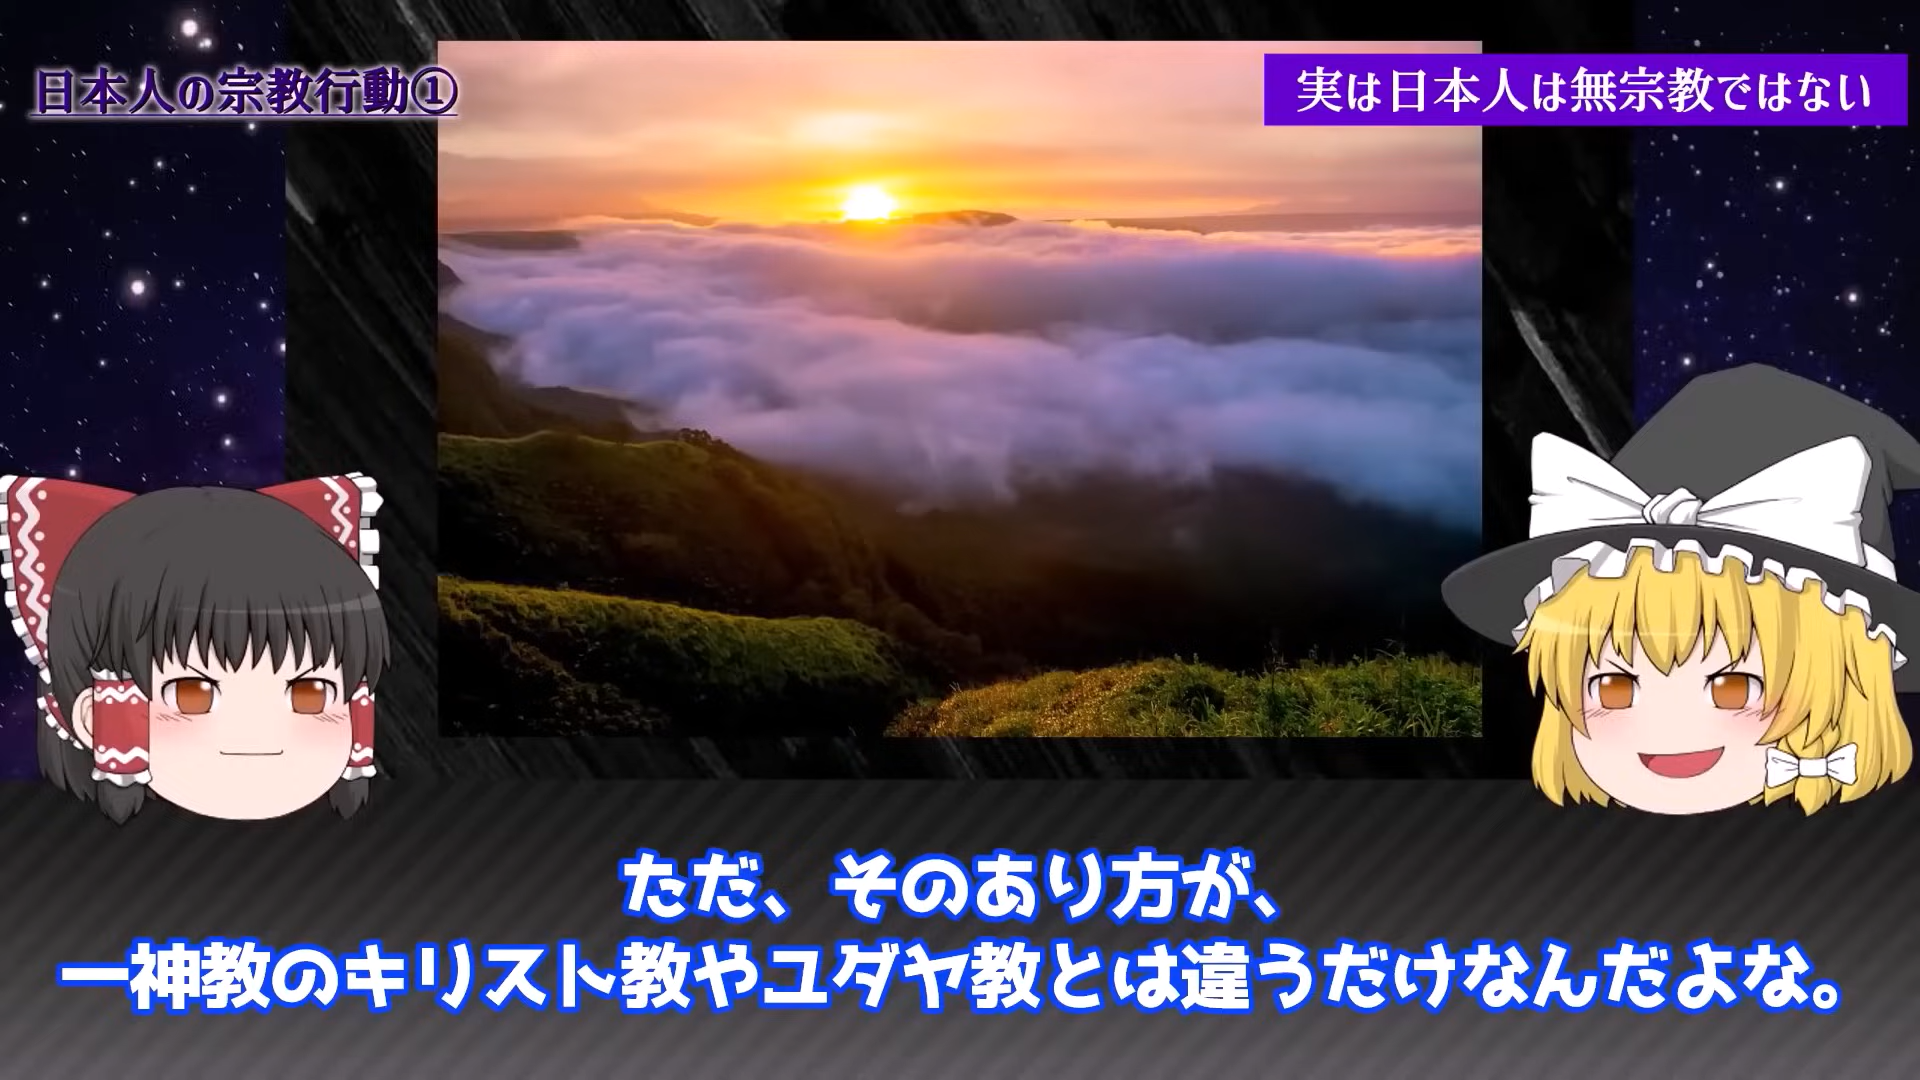 日本人の宗教行動①
実は日本人は無宗教ではない
ただ、そのあり方が、
一神教のキリスト教やユダヤ教とは違うだけなんだよな。